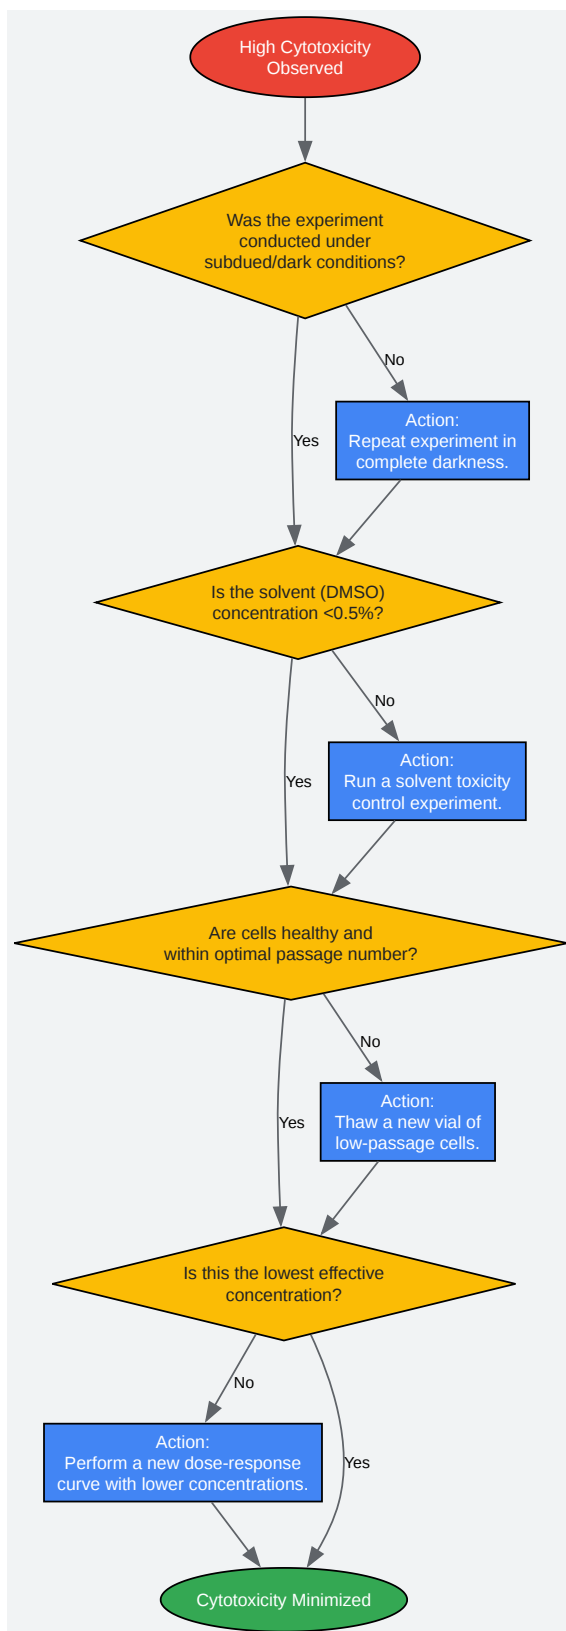 High Cytotoxicity
Observed
Was the experiment
conducted under
subdued/dark conditions?
No
Action:
Repeat experiment in
complete darkness.
Yes
Is the solvent (DMSO)
concentration <0.5%?
No
Action:
Run a solvent toxicity
control experiment.
Yes
Are cells healthy and
within optimal passage number?
No
Action:
Thaw a new vial of
low-passage cells.
Yes
Is this the lowest effective
concentration?
No
Action:
Perform a new dose-response
curve with lower concentrations.
Yes
Cytotoxicity Minimized